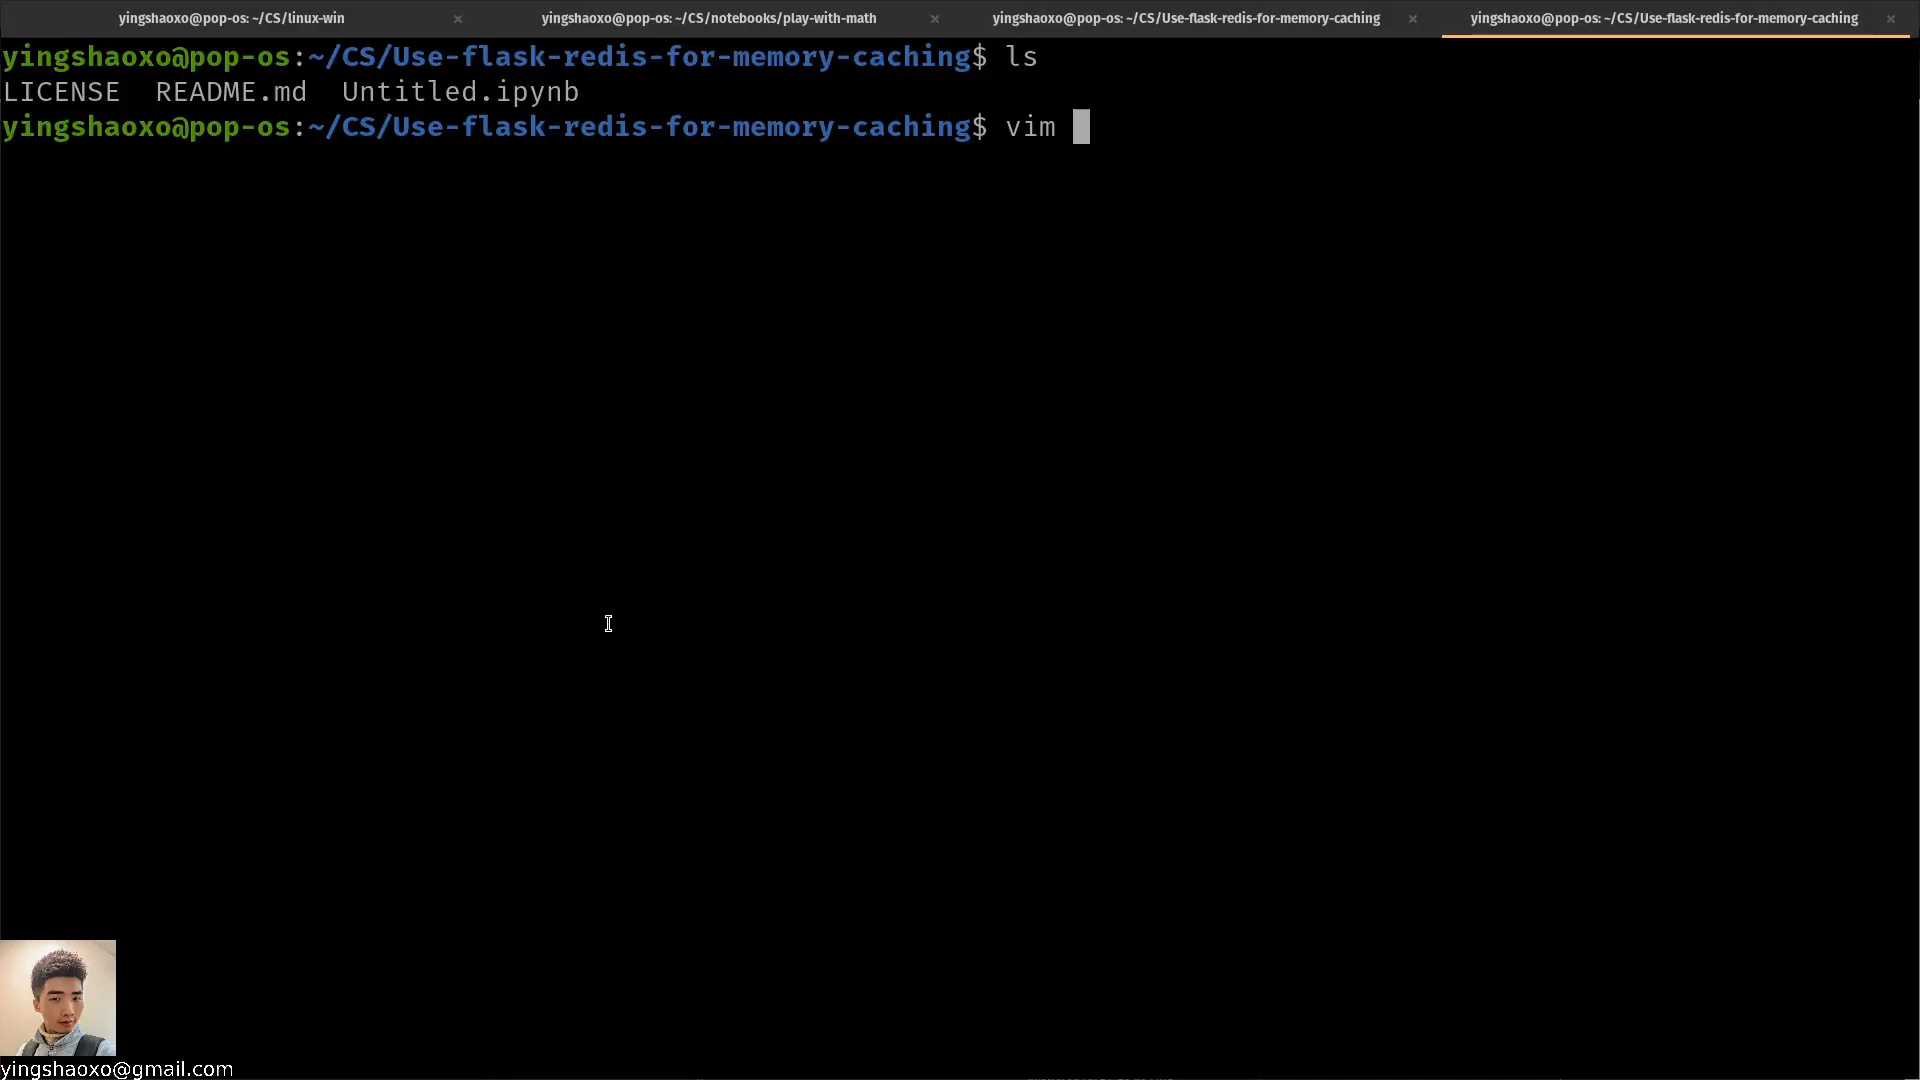 yingshaoxo@pop-os: ~/CS/linux-win × yingshaoxo@pop-os: ~/CS/notebooks/play-with-math × yingshaoxo@pop-os: ~/CS/Use-flask-redis-for-memory-caching × yingshaoxo@pop-os: ~/CS/Use-flask-redis-for-memory-caching ×
yingshaoxo@pop-os:~/CS/Use-flask-redis-for-memory-caching$ ls
LICENSE  README.md  Untitled.ipynb
yingshaoxo@pop-os:~/CS/Use-flask-redis-for-memory-caching$ vim
yingshaoxo@gmail.com